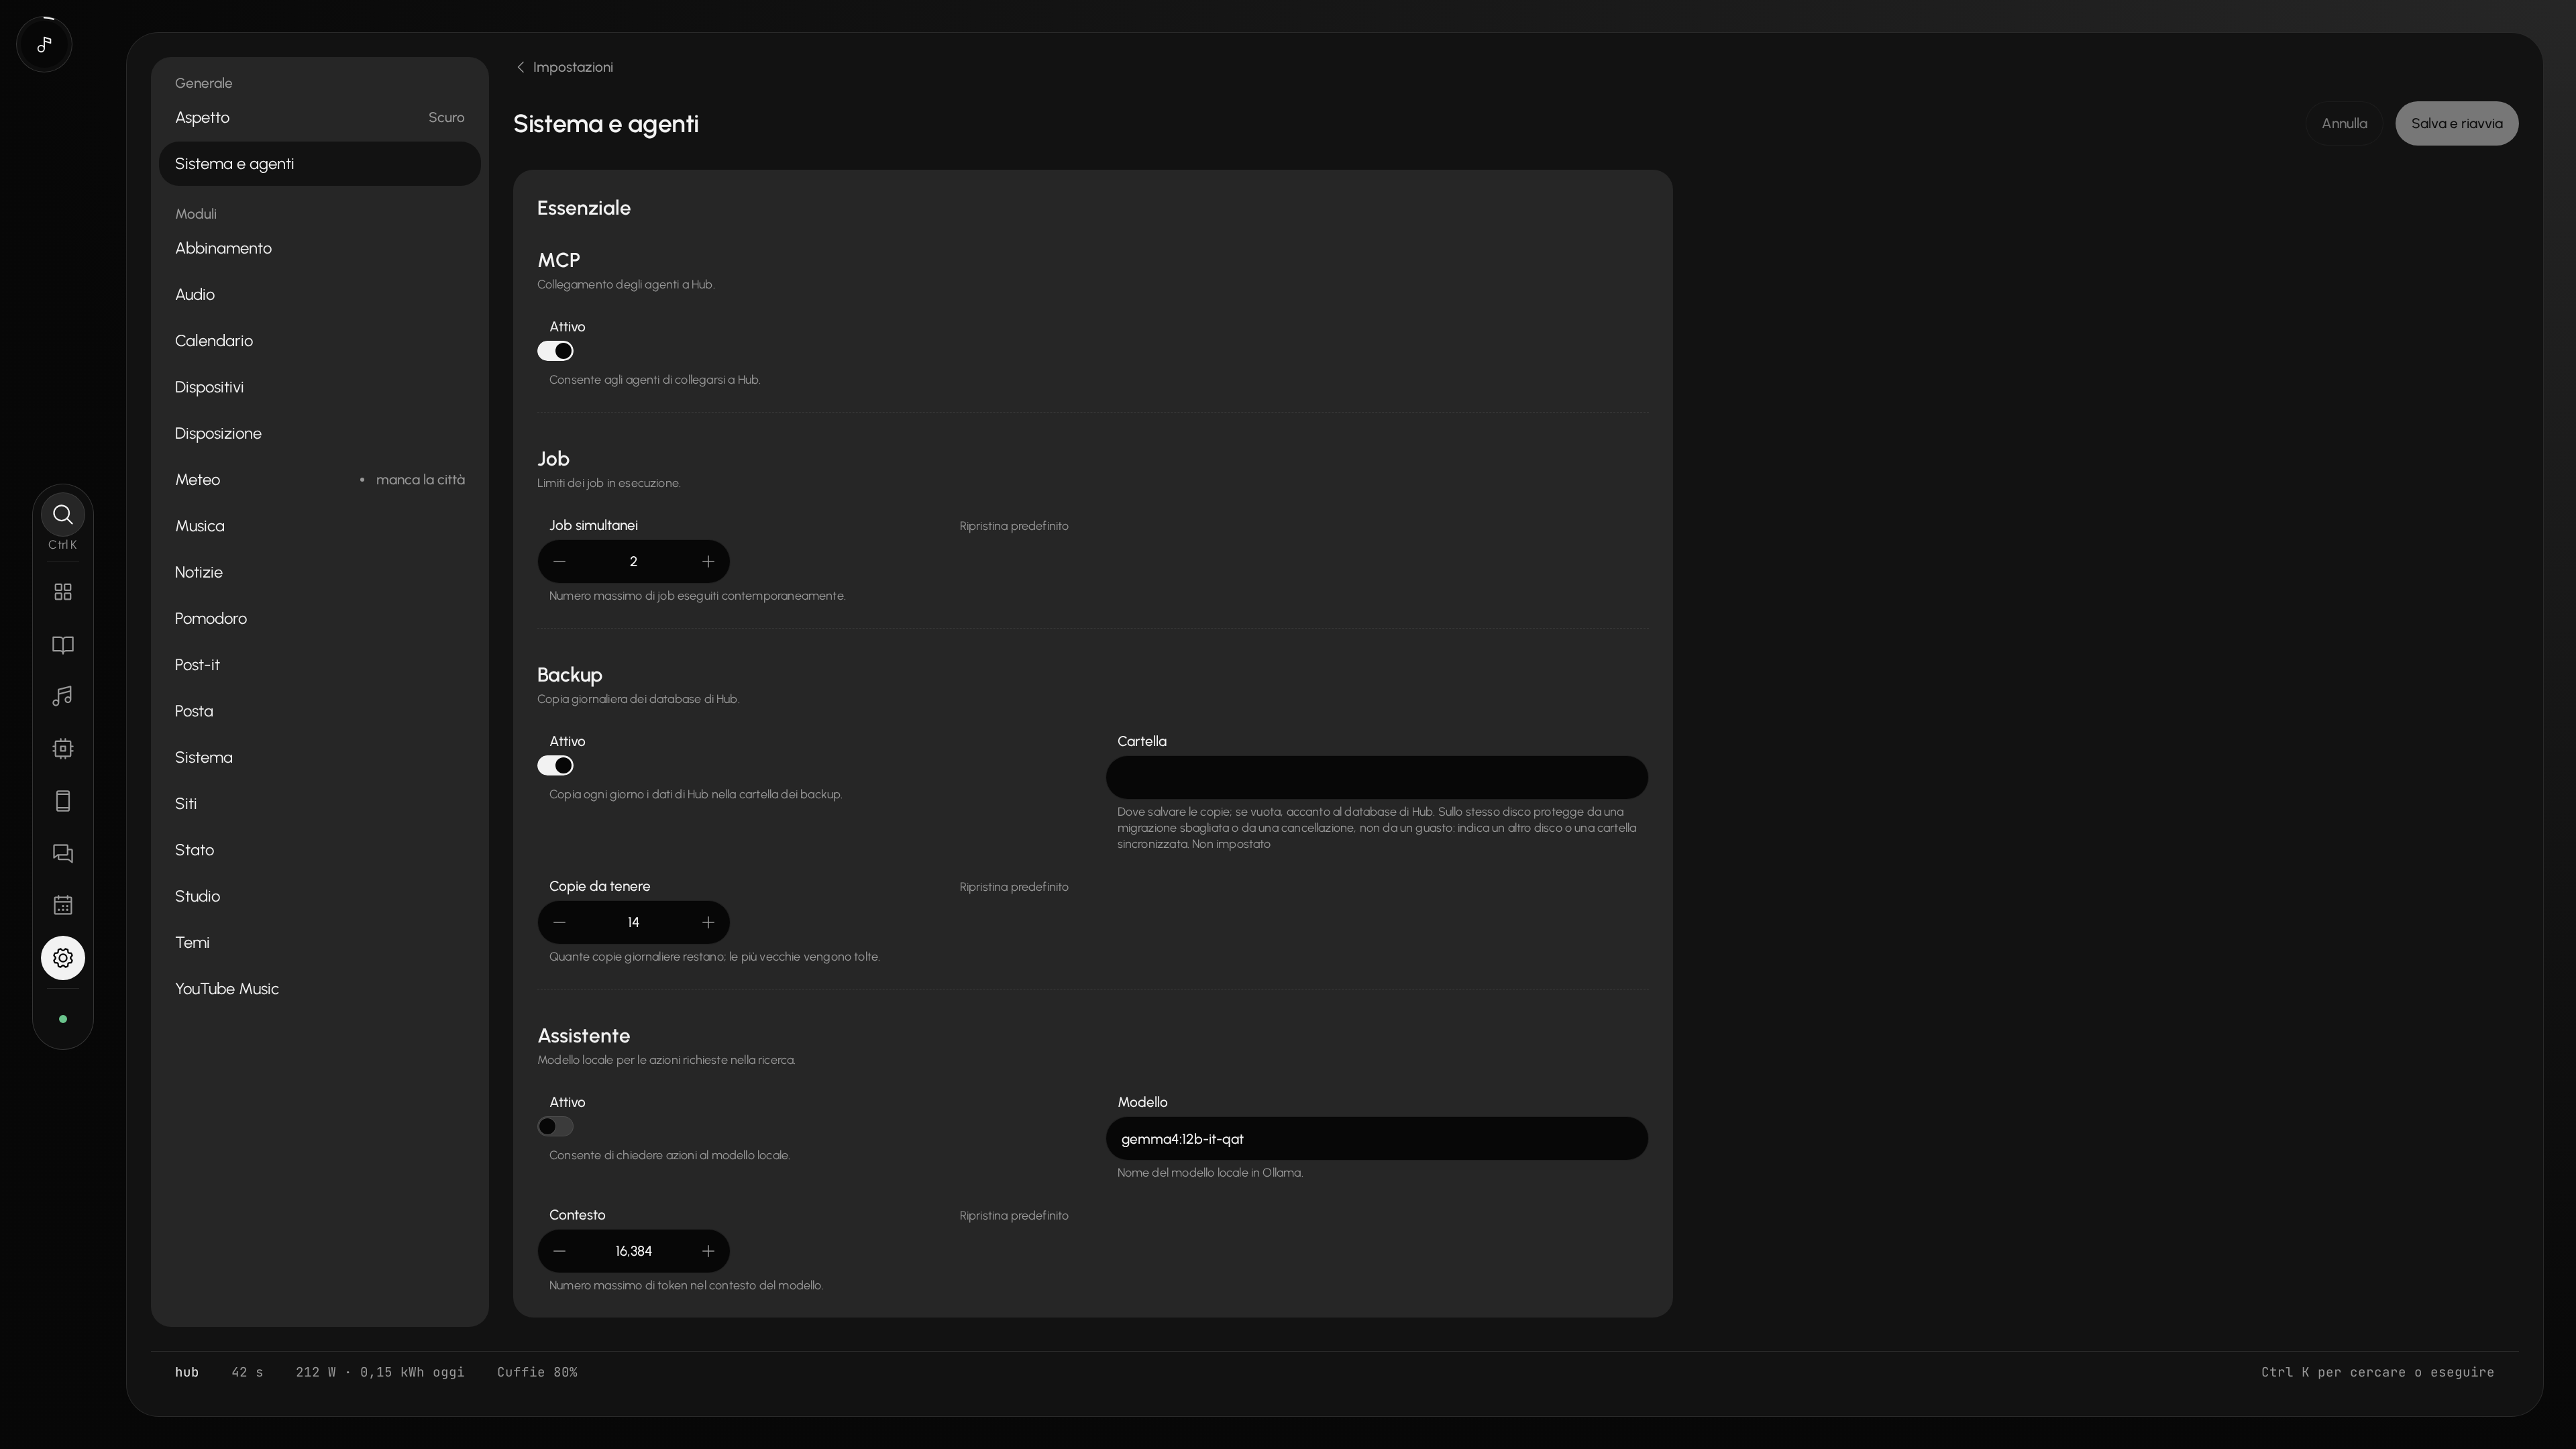 Generale
Aspetto Scuro
Sistema e agenti
Moduli
Abbinamento
Audio
Calendario
Dispositivi
Disposizione
Meteo • manca la città
Musica
Notizie
Pomodoro
Post-it
Posta
Sistema
Siti
Stato
Studio
Temi
YouTube Music
Ctrl K
Impostazioni
Sistema e agenti
Annulla
Salva e riavvia
Essenziale
MCP
Collegamento degli agenti a Hub.
Attivo
Consente agli agenti di collegarsi a Hub.
Job
Limiti dei job in esecuzione.
Job simultanei Ripristina predefinito
2
Numero massimo di job eseguiti contemporaneamente.
Backup
Copia giornaliera dei database di Hub.
Attivo
Copia ogni giorno i dati di Hub nella cartella dei backup.
Cartella
Dove salvare le copie; se vuota, accanto al database di Hub. Sullo stesso disco protegge da una
migrazione sbagliata o da una cancellazione, non da un guasto: indica un altro disco o una cartella
sincronizzata. Non impostato
Copie da tenere Ripristina predefinito
14
Quante copie giornaliere restano; le più vecchie vengono tolte.
Assistente
Modello locale per le azioni richieste nella ricerca.
Attivo
Consente di chiedere azioni al modello locale.
Modello
gemma4:12b-it-qat
Nome del modello locale in Ollama.
Contesto Ripristina predefinito
16,384
Numero massimo di token nel contesto del modello.
hub 42 s 212 W · 0,15 kWh oggi Cuffie 80%
Ctrl K per cercare o eseguire